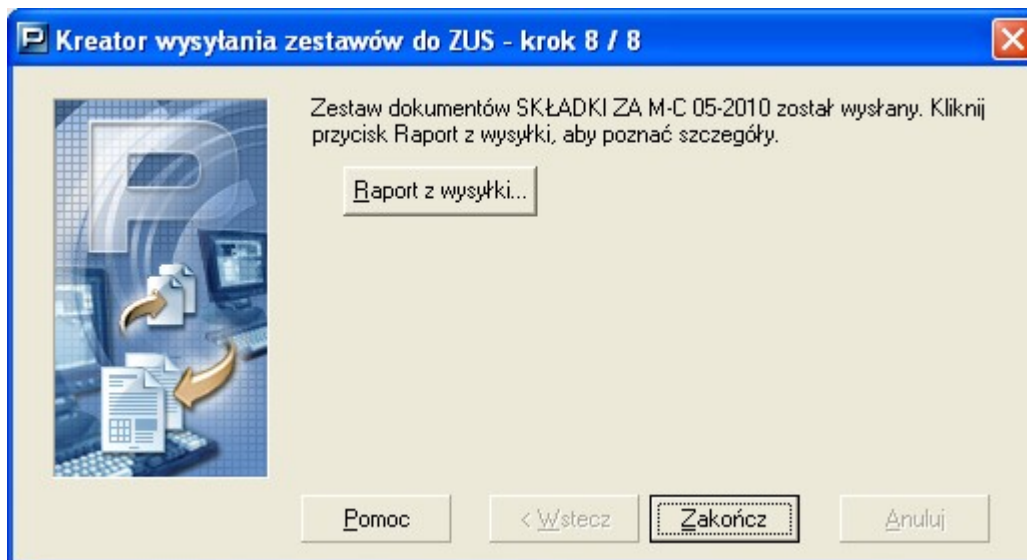 Kreator wysyłania zestawów do ZUS - krok 8 / 8
Zestaw dokumentów SKŁADKI ZA M-C 05-2010 został wysłany. Kliknij
przycisk Raport z wysyłki, aby poznać szczegóły.
Raport z wysyłki...
Pomoc
< Wstecz
Zakończ
Anuluj